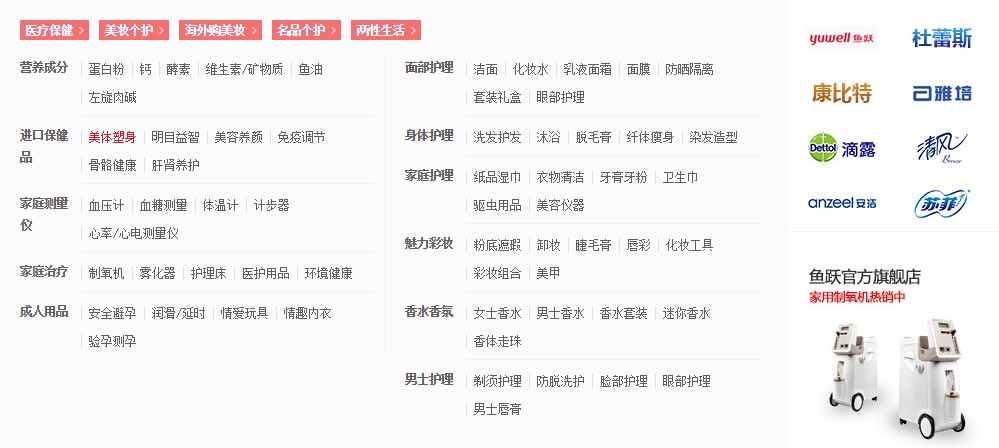 医疗保健 > 美妆个护 > 海外购美妆 > 名品个护 > 两性生活 >
营养成分 蛋白粉 钙 酵素 维生素/矿物质 鱼油
左旋肉碱
进口保健品 美体塑身 明目益智 美容养颜 免疫调节
骨骼健康 肝肾养护
家庭测量仪 血压计 血糖测量 体温计 计步器
心率/心电测量仪
家庭治疗 制氧机 雾化器 护理床 医护用品 环境健康
成人用品 安全避孕 润滑/延时 情爱玩具 情趣内衣
验孕测孕
面部护理 洁面 化妆水 乳液面霜 面膜 防晒隔离
套装礼盒 眼部护理
身体护理 洗发护发 沐浴 脱毛膏 纤体瘦身 染发造型
家庭护理 纸品湿巾 衣物清洁 牙膏牙粉 卫生巾
驱虫用品 美容仪器
魅力彩妆 粉底遮瑕 卸妆 睫毛膏 唇彩 化妆工具
彩妆组合 美甲
香水香氛 女士香水 男士香水 香水套装 迷你香水
香体走珠
男士护理 剃须护理 防脱洗护 脸部护理 眼部护理
男士唇膏
yuwell 鱼跃 杜蕾斯
康比特 雅培
Dettol 滴露 清风 Breeze
anzeel 安洁 苏菲
鱼跃官方旗舰店
家用制氧机热销中